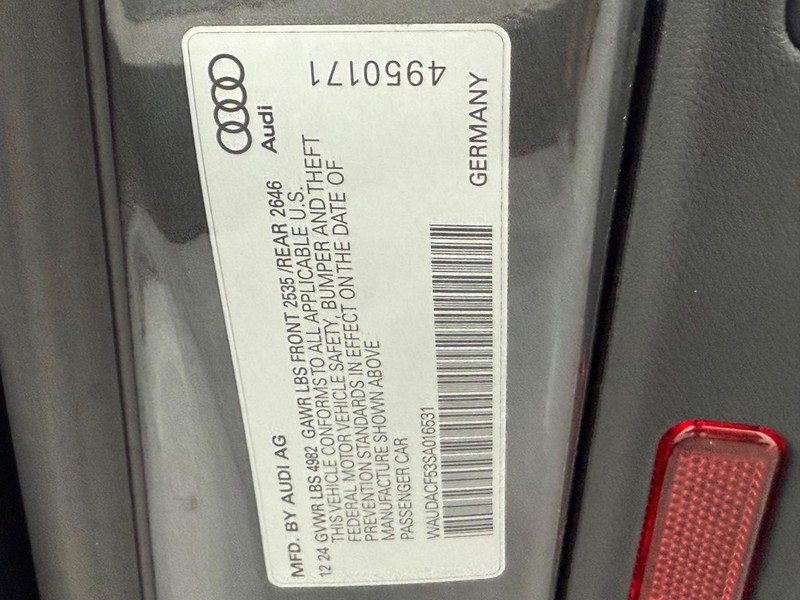 Audi
4950171
GERMANY
MFD. BY AUDI AG
12 24 GVWR LBS 4982 GAWR LBS FRONT 2535 /REAR 2646
THIS VEHICLE CONFORMS TO ALL APPLICABLE U.S.
FEDERAL MOTOR VEHICLE SAFETY, BUMPER AND THEFT
PREVENTION STANDARDS IN EFFECT ON THE DATE OF
MANUFACTURE SHOWN ABOVE
PASSENGER CAR
WAUDACF53SA016531